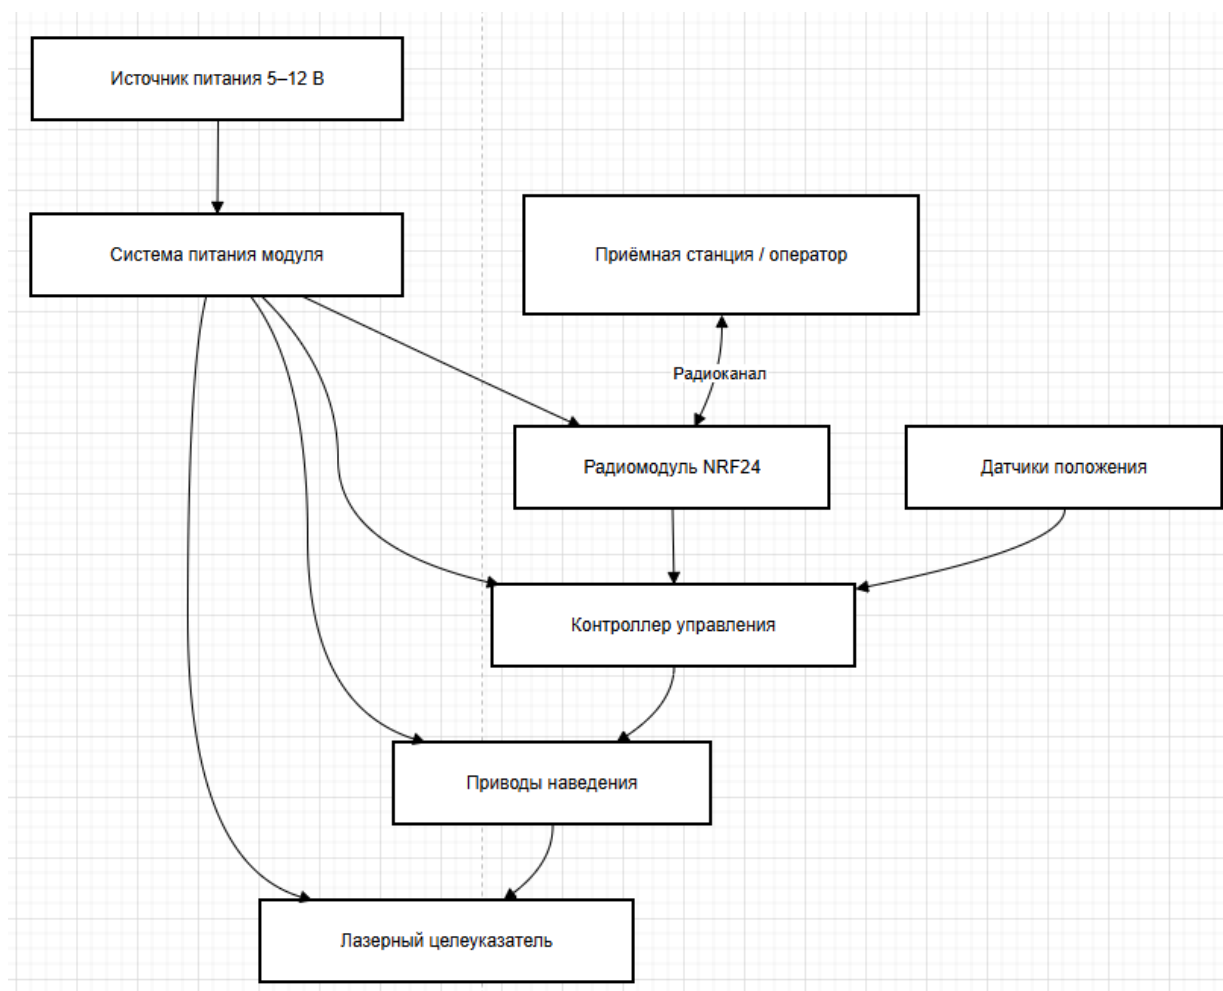 Источник питания 5–12 В
Система питания модуля
Приёмная станция / оператор
Радиоканал
Радиомодуль NRF24
Датчики положения
Контроллер управления
Приводы наведения
Лазерный целеуказатель